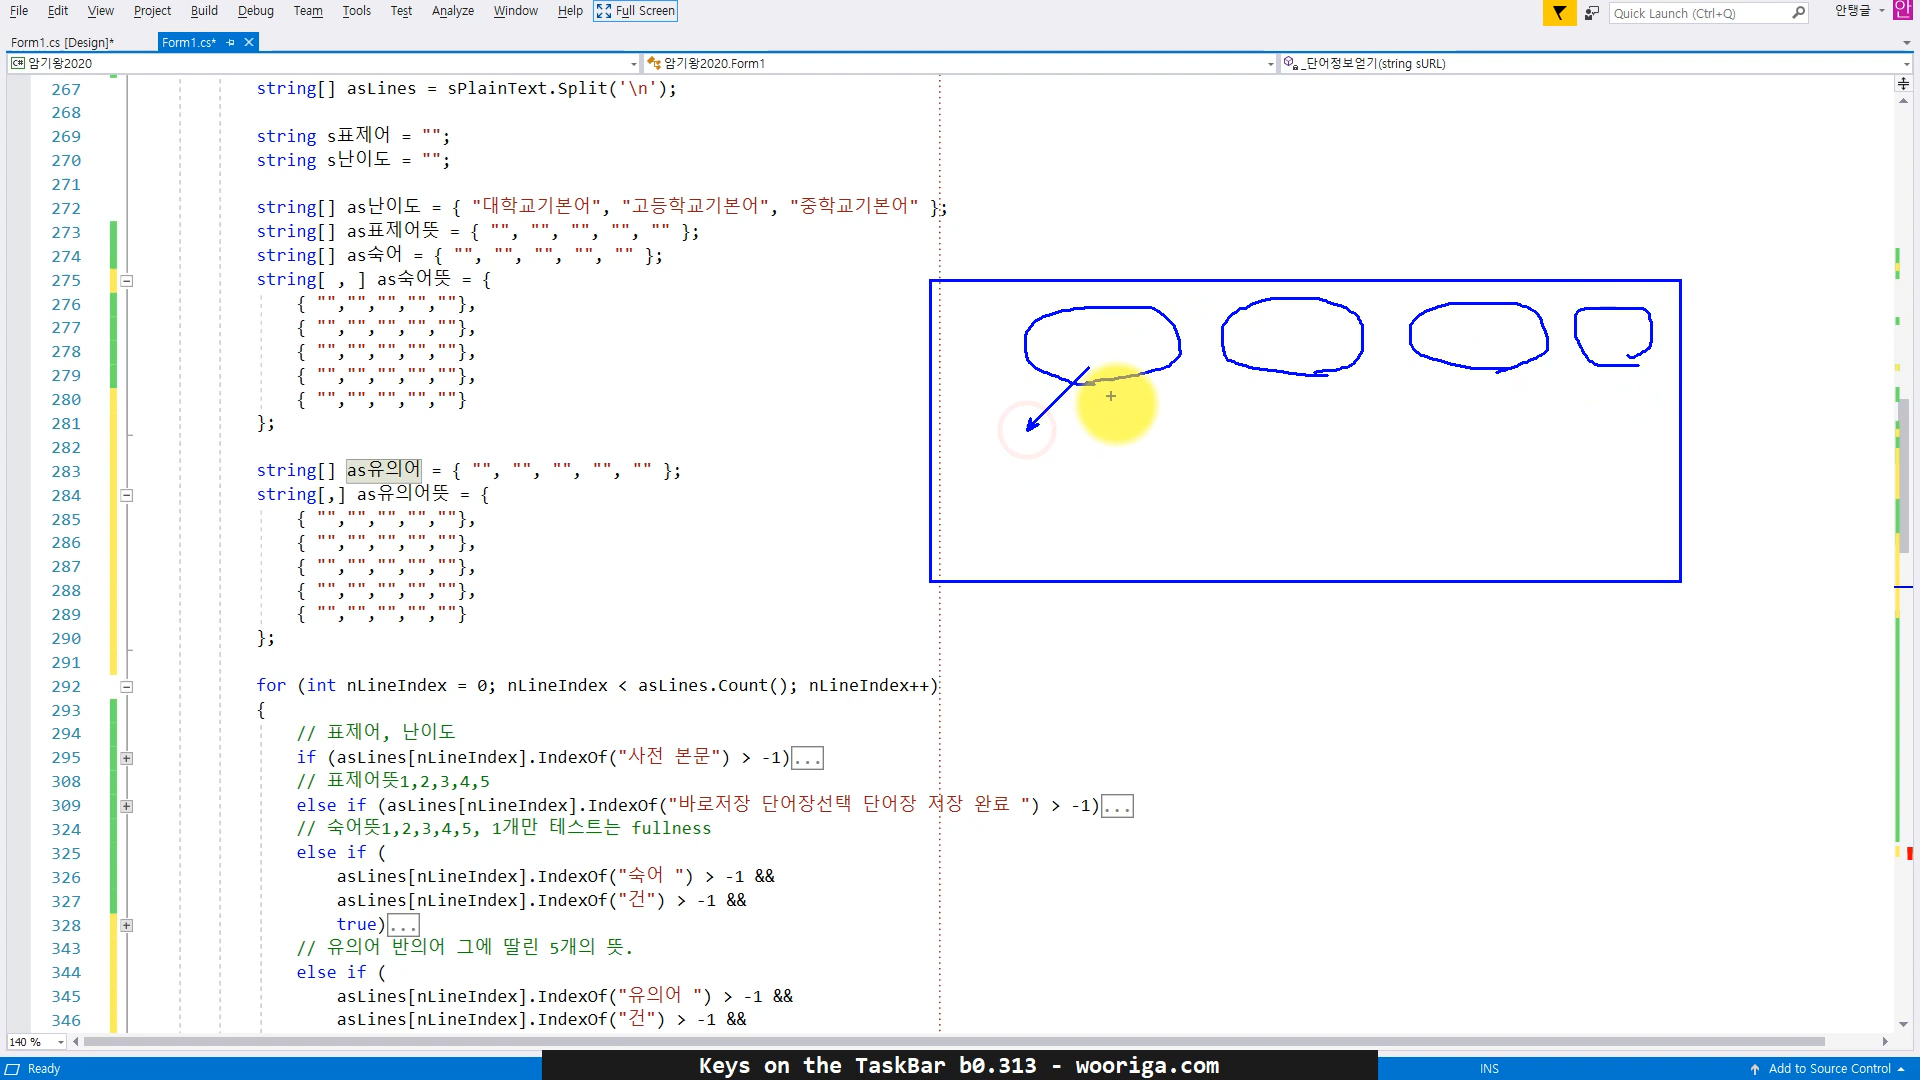 File Edit View Project Build Debug Team Tools Test Analyze Window Help Full Screen Quick Launch (Ctrl+Q) 안탱글 안
Form1.cs [Design]* Form1.cs*
C# 암기왕2020 암기왕2020.Form1 _단어정보얻기(string sURL)
267 string[] asLines = sPlainText.Split('\n');
268
269 string s표제어 = "";
270 string s난이도 = "";
271
272 string[] as난이도 = { "대학교기본어", "고등학교기본어", "중학교기본어" };
273 string[] as표제어뜻 = { "", "", "", "", "" };
274 string[] as숙어 = { "", "", "", "", "" };
275 string[ , ] as숙어뜻 = {
276 { "","","","",""},
277 { "","","","",""},
278 { "","","","",""},
279 { "","","","",""},
280 { "","","","",""}
281 };
282
283 string[] as유의어 = { "", "", "", "", "" };
284 string[,] as유의어뜻 = {
285 { "","","","",""},
286 { "","","","",""},
287 { "","","","",""},
288 { "","","","",""},
289 { "","","","",""}
290 };
291
292 for (int nLineIndex = 0; nLineIndex < asLines.Count(); nLineIndex++)
293 {
294 // 표제어, 난이도
295 if (asLines[nLineIndex].IndexOf("사전 본문") > -1)...
308 // 표제어뜻1,2,3,4,5
309 else if (asLines[nLineIndex].IndexOf("바로저장 단어장선택 단어장 저장 완료 ") > -1)...
324 // 숙어뜻1,2,3,4,5, 1개만 테스트는 fullness
325 else if (
326 asLines[nLineIndex].IndexOf("숙어 ") > -1 &&
327 asLines[nLineIndex].IndexOf("건") > -1 &&
328 true)...
343 // 유의어 반의어 그에 딸린 5개의 뜻.
344 else if (
345 asLines[nLineIndex].IndexOf("유의어 ") > -1 &&
346 asLines[nLineIndex].IndexOf("건") > -1 &&
140 %
Ready Keys on the TaskBar b0.313 - wooriga.com INS Add to Source Control